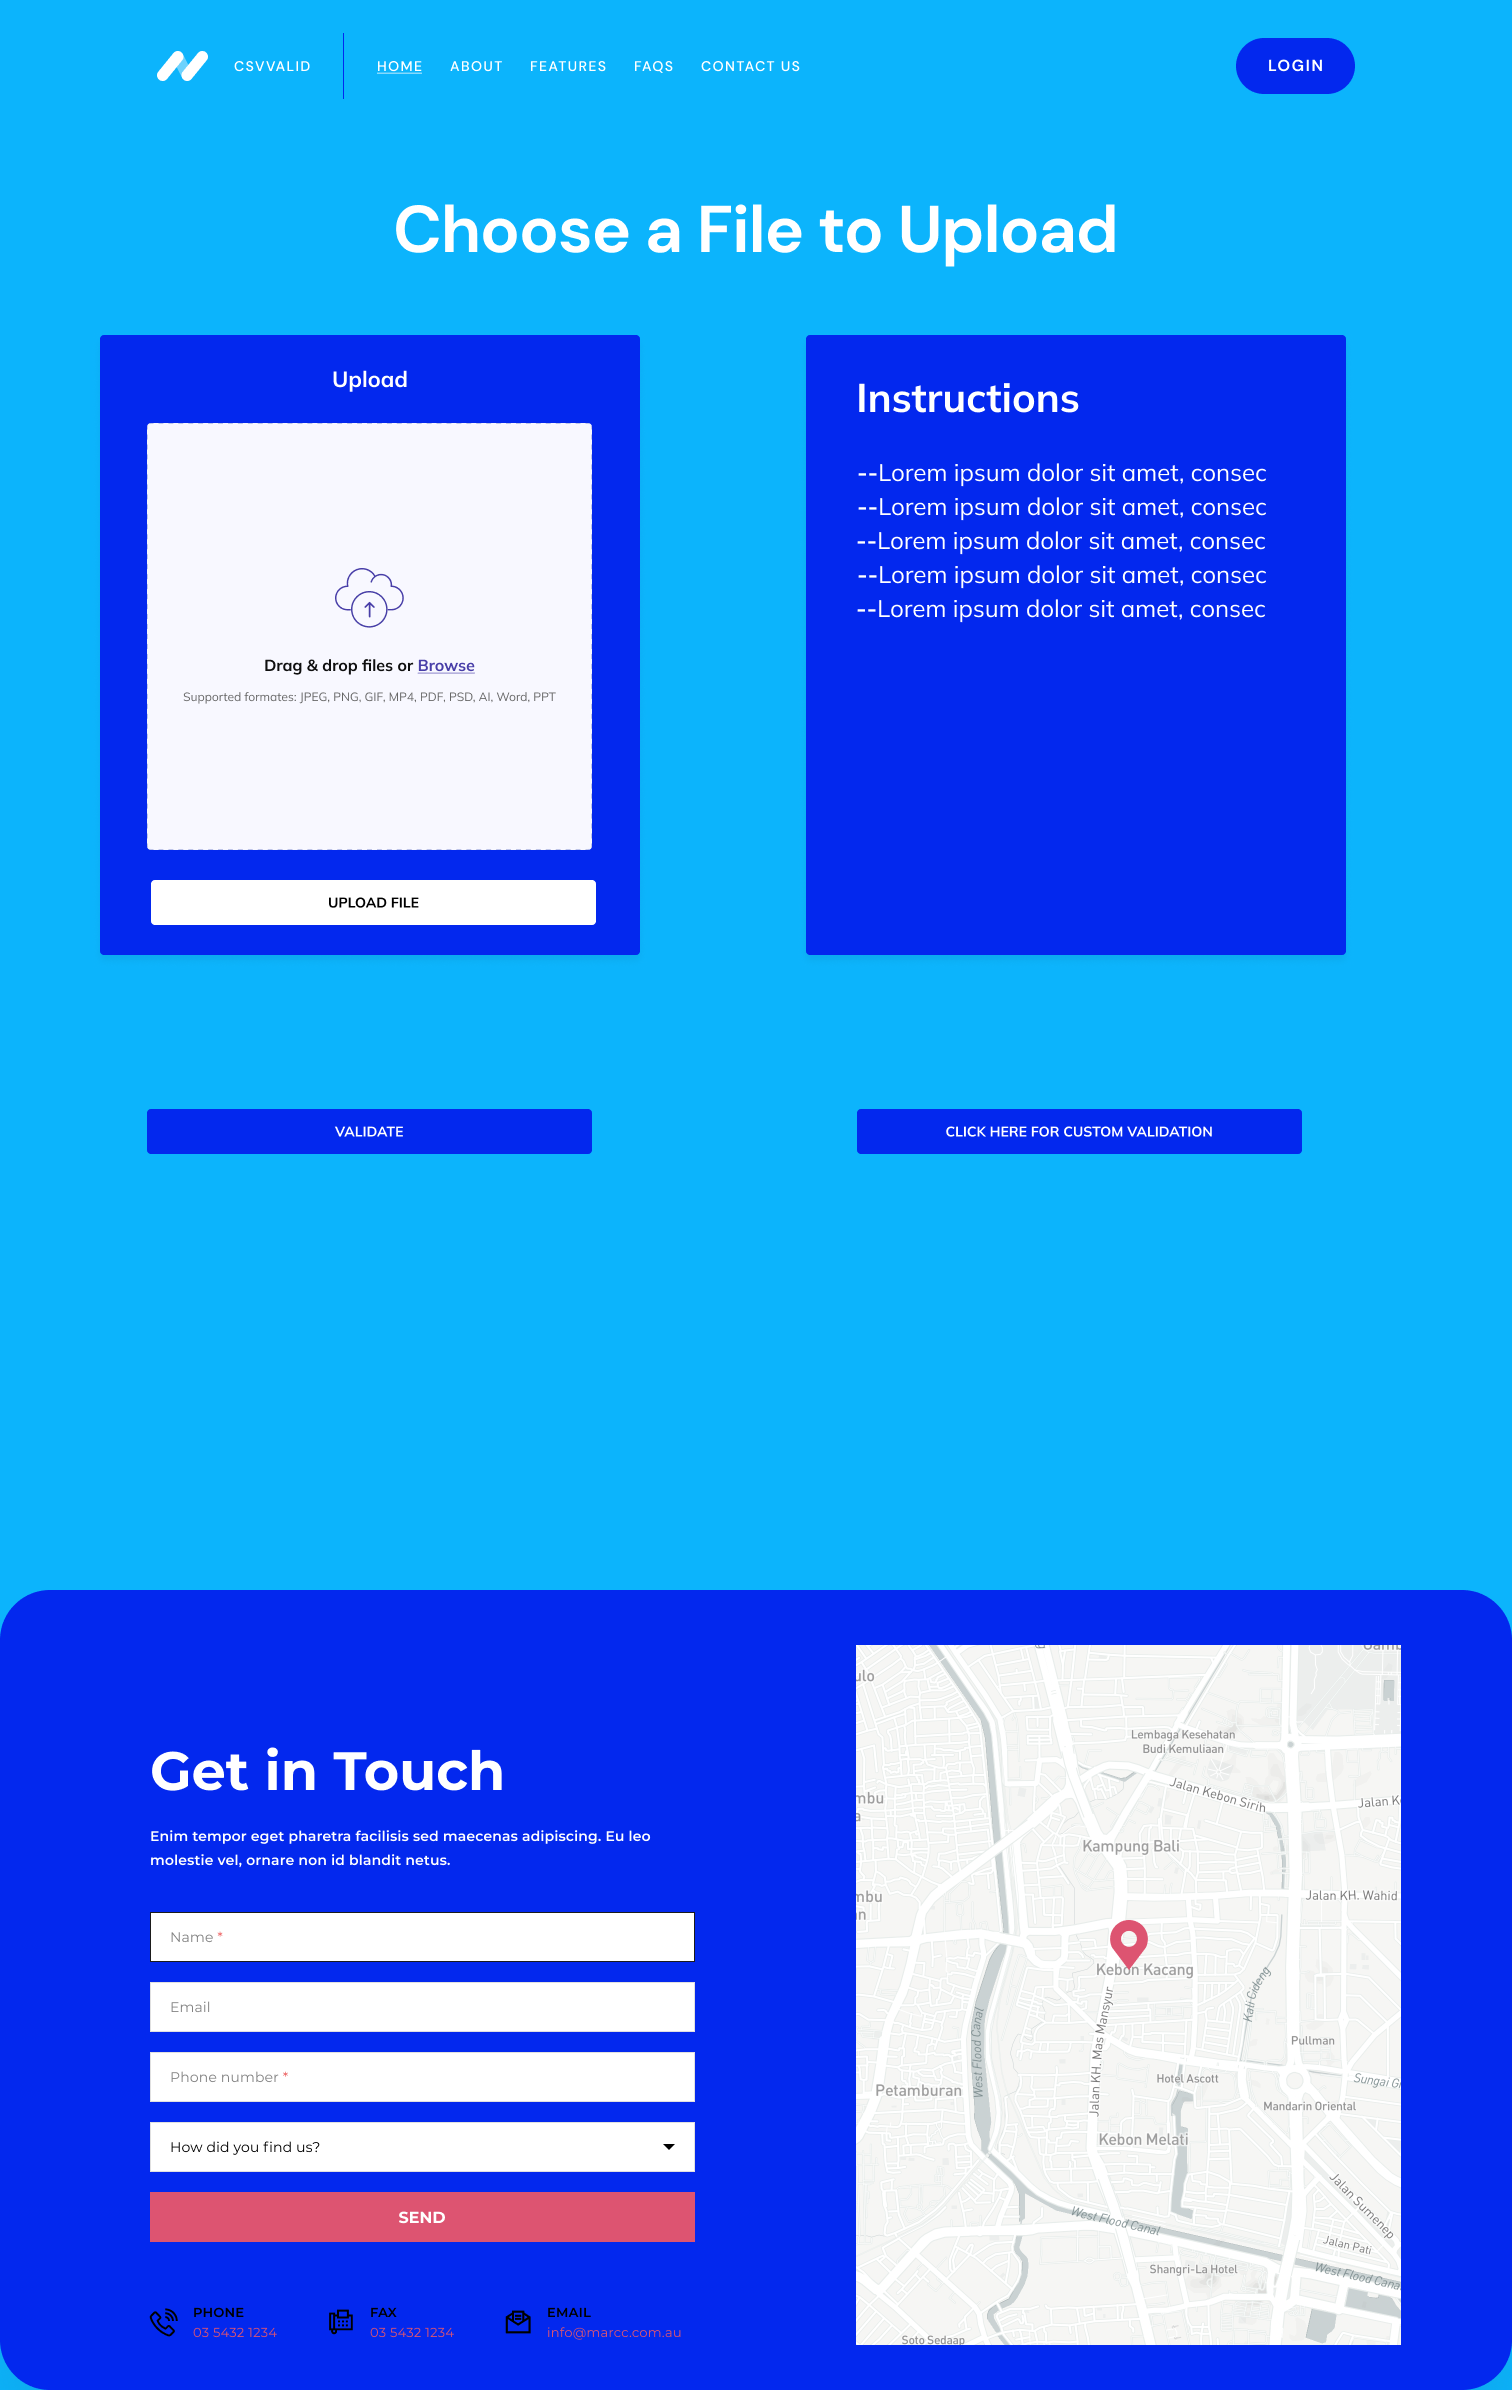 CSVVALID
HOME
ABOUT
FEATURES
FAQS
CONTACT US
LOGIN
Choose a File to Upload
Upload
Drag & drop files or Browse
Supported formates: JPEG, PNG, GIF, MP4, PDF, PSD, AI, Word, PPT
UPLOAD FILE
Instructions
--Lorem ipsum dolor sit amet, consec
--Lorem ipsum dolor sit amet, consec
--Lorem ipsum dolor sit amet, consec
--Lorem ipsum dolor sit amet, consec
--Lorem ipsum dolor sit amet, consec
VALIDATE
CLICK HERE FOR CUSTOM VALIDATION
Get in Touch
Enim tempor eget pharetra facilisis sed maecenas adipiscing. Eu leo
molestie vel, ornare non id blandit netus.
Name *
Email
Phone number *
How did you find us?
SEND
PHONE
03 5432 1234
FAX
03 5432 1234
EMAIL
info@marcc.com.au
ulo
Lembaga Kesehatan
Budi Kemuliaan
Jalan Kebon Sirih
mbu
a
Jalan K
Kampung Bali
mbu
an
Jalan KH. Wahid
Kebon Kacang
Kali Cideng
Jalan KH. Mas Mansyur
West Flood Canal
Pullman
Hotel Ascott
Sungai G
Petamburan
Mandarin Oriental
Kebon Melati
Jalan Sumenep
West Flood Canal
Jalan Pati
Shangri-La Hotel
West Flood Canal
Soto Sedaap